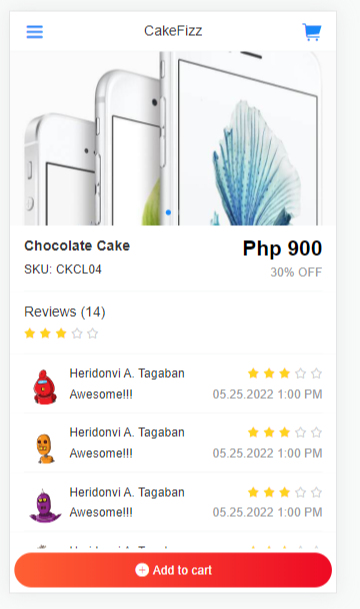 CakeFizz
Chocolate Cake
Php 900
SKU: CKCL04
30% OFF
Reviews (14)
Heridonvi A. Tagaban
Awesome!!!
05.25.2022 1:00 PM
Heridonvi A. Tagaban
Awesome!!!
05.25.2022 1:00 PM
Heridonvi A. Tagaban
Awesome!!!
05.25.2022 1:00 PM
Add to cart